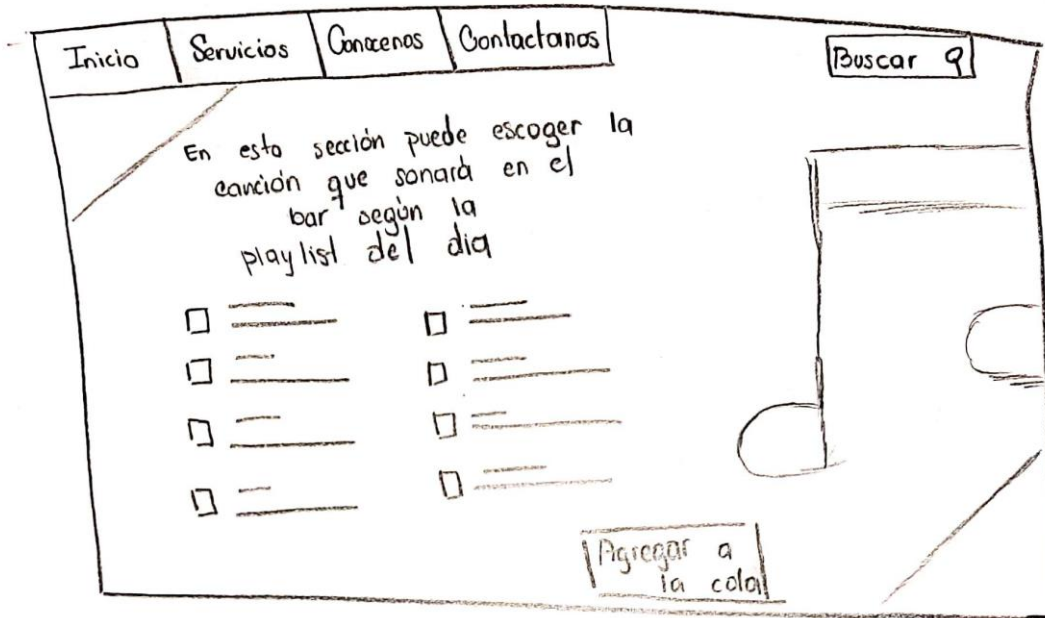 Inicio
Servicios
Conocenos
Contactanos
Buscar
En esta sección puede escoger la
canción que sonará en el
bar según la
playlist del dia
Agregar a
la cola